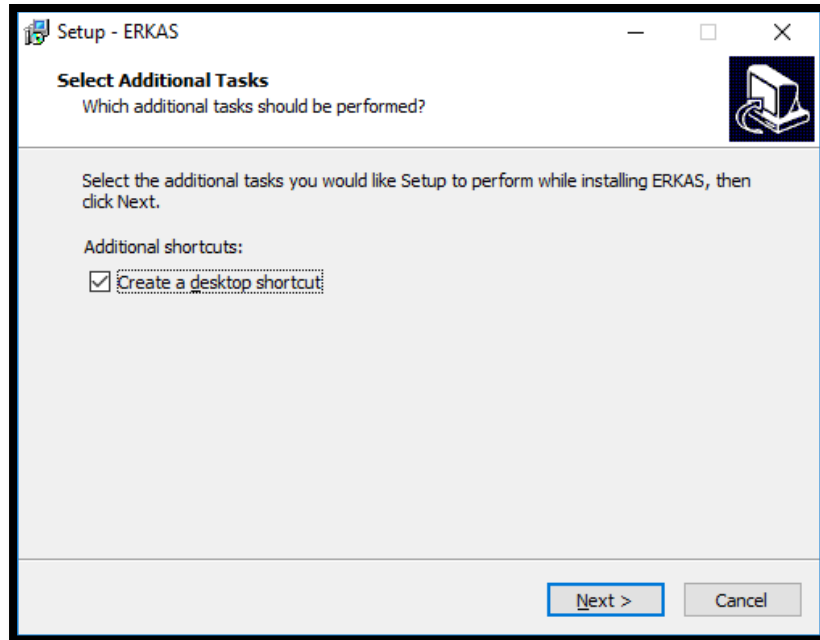 Setup - ERKAS
Select Additional Tasks
Which additional tasks should be performed?
Select the additional tasks you would like Setup to perform while installing ERKAS, then
click Next.
Additional shortcuts:
Create a desktop shortcut
Next >
Cancel